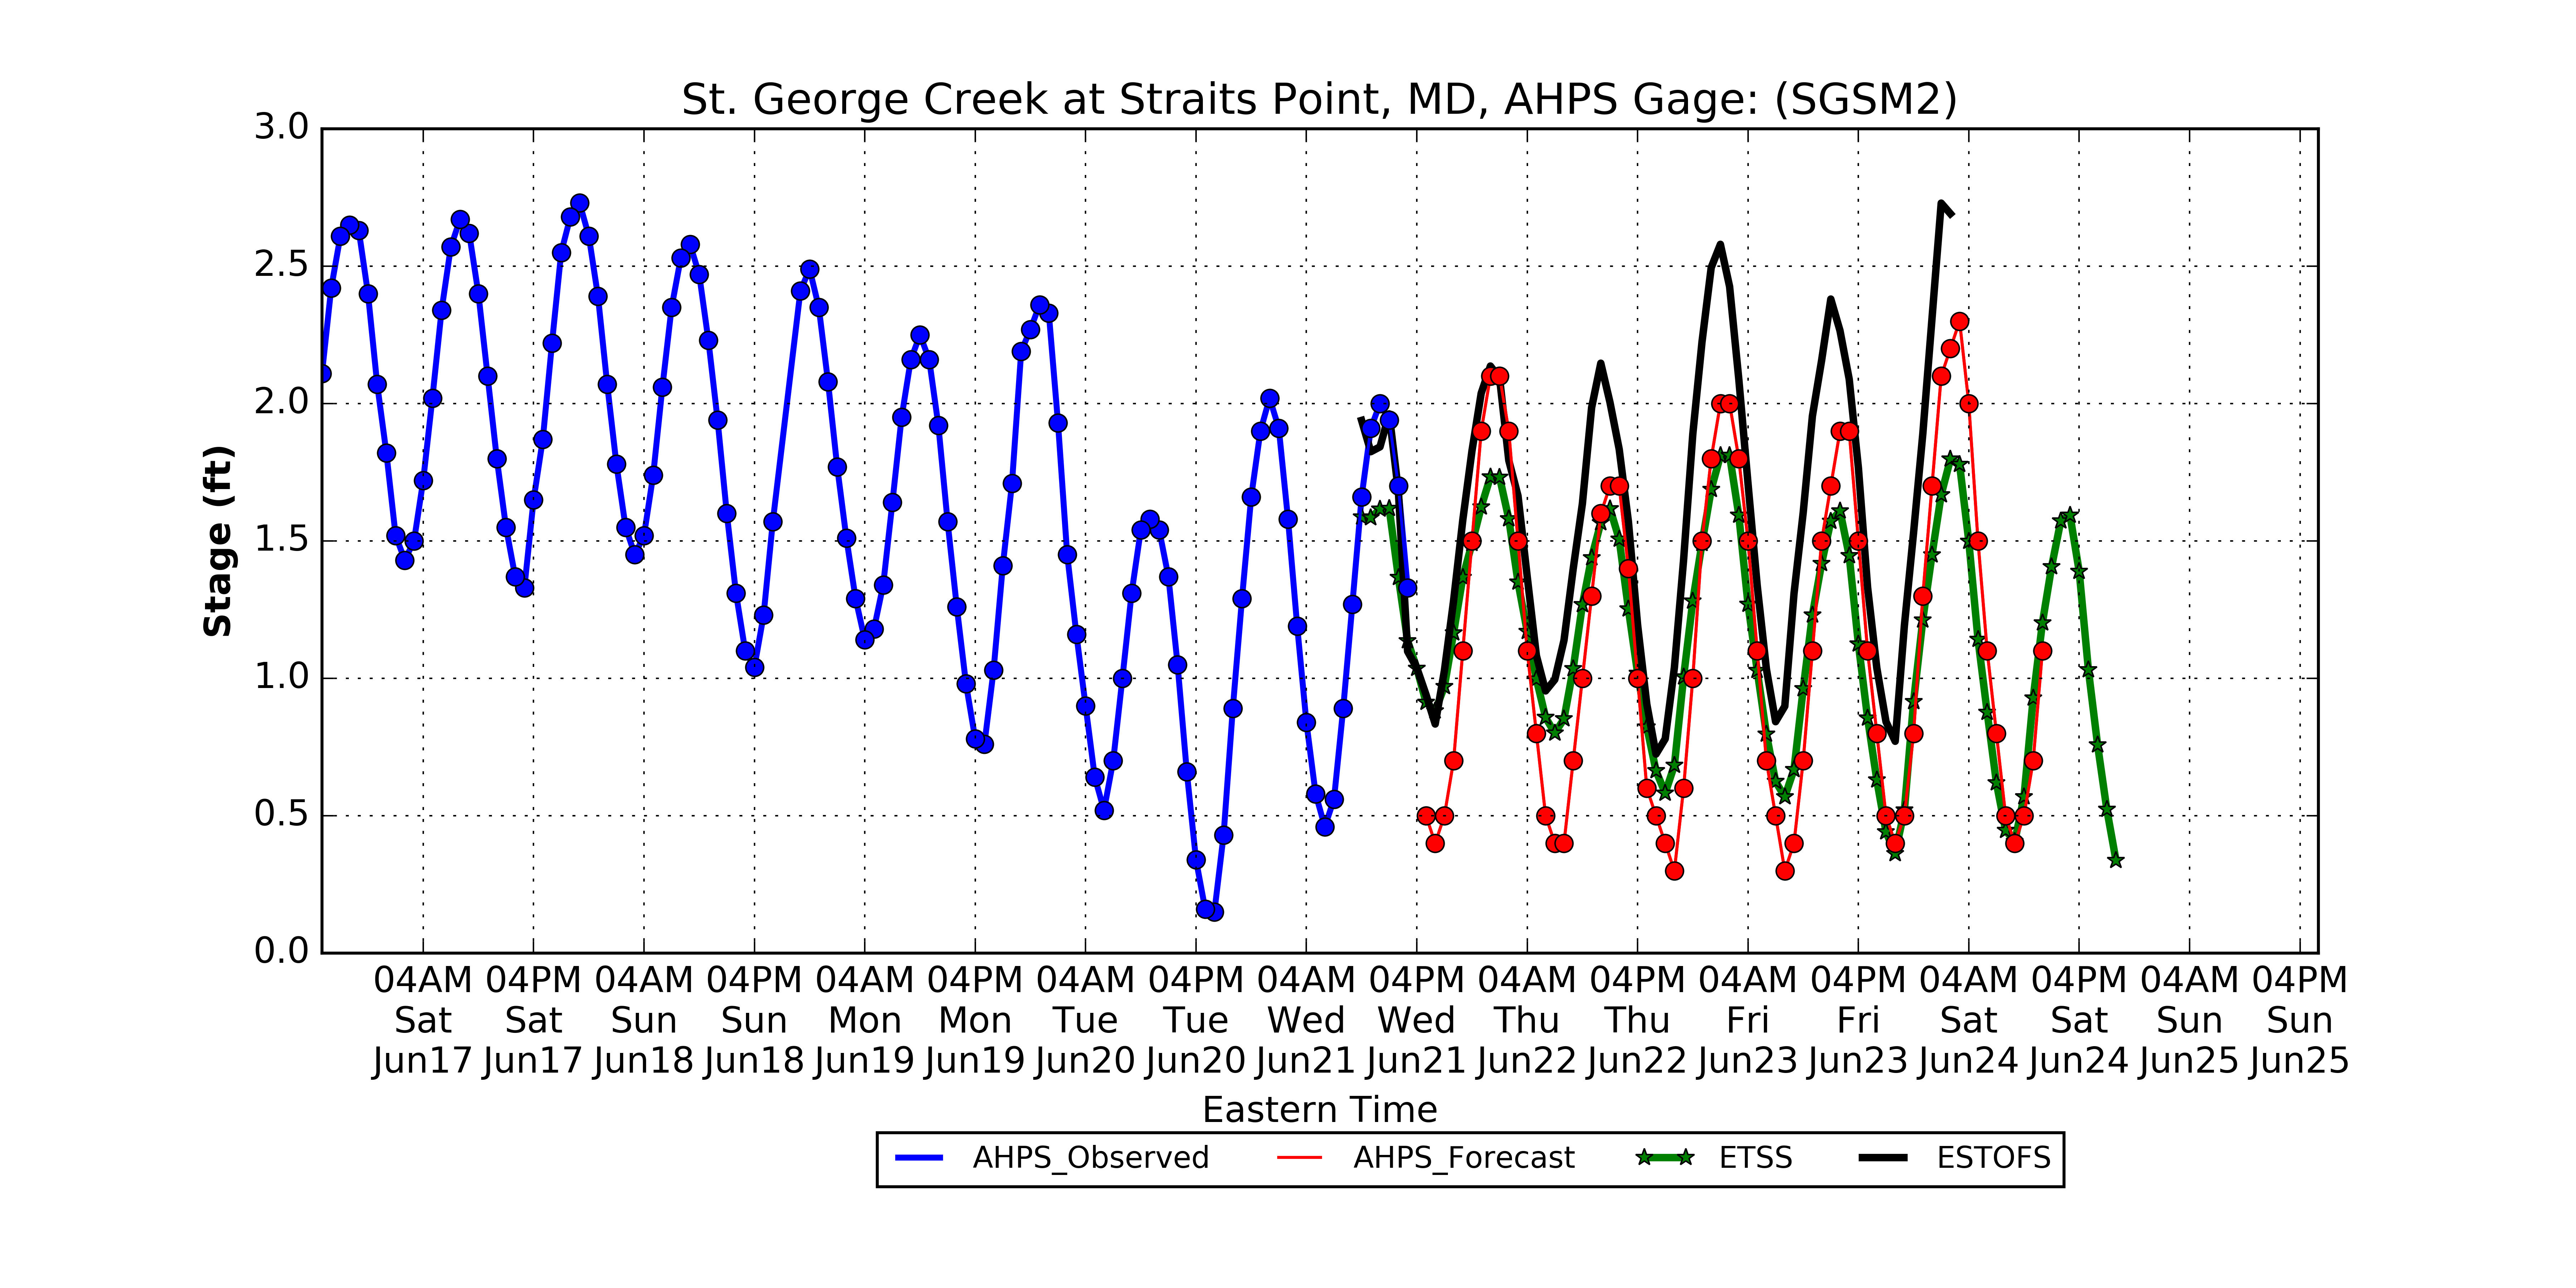 St. George Creek at Straits Point, MD, AHPS Gage: (SGSM2)
3.0
2.5
2.0
1.5
1.0
0.5
0.0
Stage (ft)
04AM 04PM 04AM 04PM 04AM 04PM 04AM 04PM 04AM 04PM 04AM 04PM 04AM 04PM 04AM 04PM 04AM 04PM
Sat Sat Sun Sun Mon Mon Tue Tue Wed Wed Thu Thu Fri Fri Sat Sat Sun Sun
Jun17 Jun17 Jun18 Jun18 Jun19 Jun19 Jun20 Jun20 Jun21 Jun21 Jun22 Jun22 Jun23 Jun23 Jun24 Jun24 Jun25 Jun25
Eastern Time
AHPS_Observed AHPS_Forecast ETSS ESTOFS